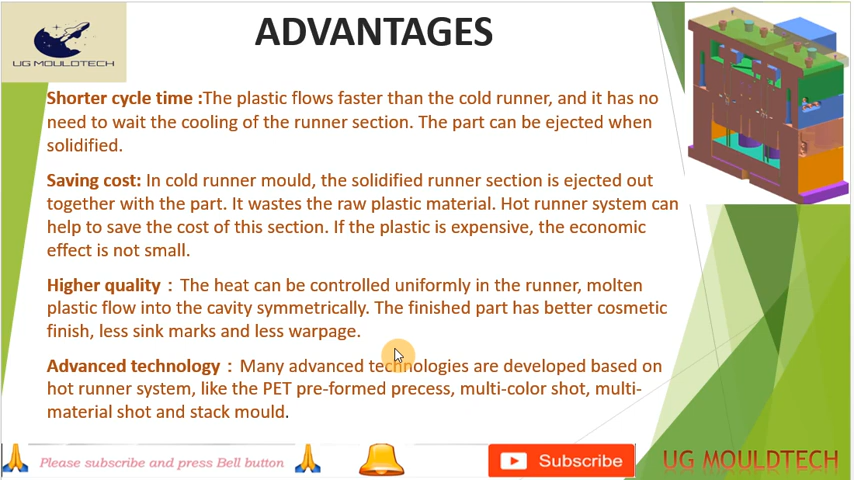 ADVANTAGES
UG MOULDTECH
Shorter cycle time :The plastic flows faster than the cold runner, and it has no
need to wait the cooling of the runner section. The part can be ejected when
solidified.
Saving cost: In cold runner mould, the solidified runner section is ejected out
together with the part. It wastes the raw plastic material. Hot runner system can
help to save the cost of this section. If the plastic is expensive, the economic
effect is not small.
Higher quality : The heat can be controlled uniformly in the runner, molten
plastic flow into the cavity symmetrically. The finished part has better cosmetic
finish, less sink marks and less warpage.
Advanced technology : Many advanced technologies are developed based on
hot runner system, like the PET pre-formed precess, multi-color shot, multi-
material shot and stack mould.
Please subscribe and press Bell button
Subscribe
UG MOULDTECH